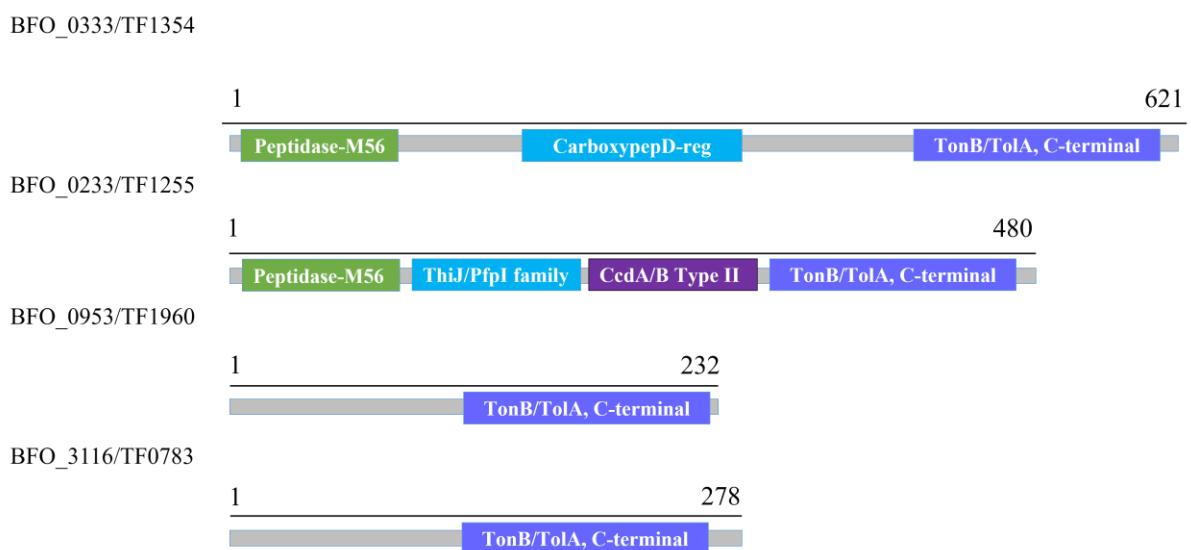 BFO_0333/TF1354
1 621
Peptidase-M56 CarboxypepD-reg TonB/TolA, C-terminal
BFO_0233/TF1255
1 480
Peptidase-M56 ThiJ/PfpI family CcdA/B Type II TonB/TolA, C-terminal
BFO_0953/TF1960
1 232
TonB/TolA, C-terminal
BFO_3116/TF0783
1 278
TonB/TolA, C-terminal